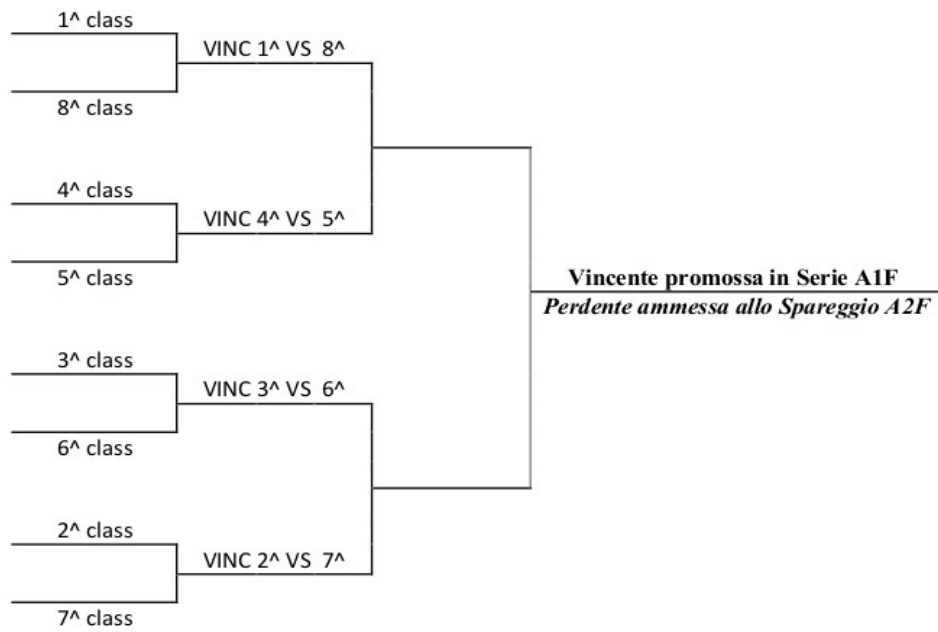 1^ class
VINC 1^ VS 8^
8^ class
4^ class
VINC 4^ VS 5^
5^ class
Vincente promossa in Serie A1F
Perdente ammessa allo Spareggio A2F
3^ class
VINC 3^ VS 6^
6^ class
2^ class
VINC 2^ VS 7^
7^ class